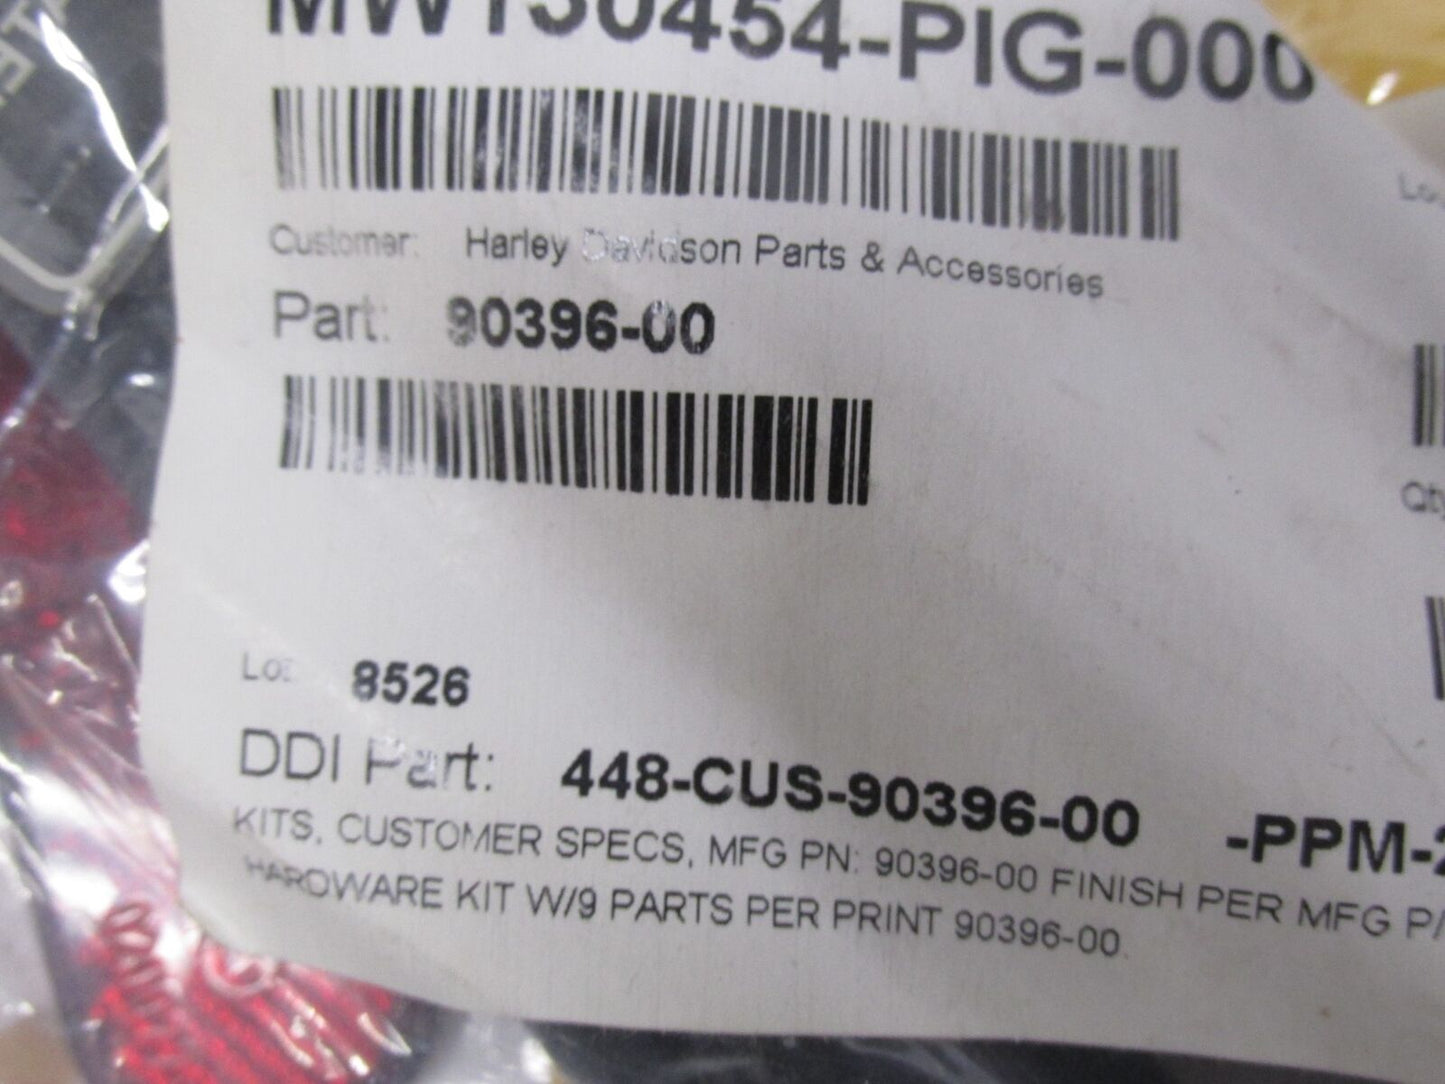 MW130454-PIG-000
Customer: Harley Davidson Parts & Accessories
Part: 90396-00
Qty
Lot: 8526
DDI Part: 448-CUS-90396-00 -PPM-2
KITS, CUSTOMER SPECS, MFG PN: 90396-00 FINISH PER MFG P/
HARDWARE KIT W/9 PARTS PER PRINT 90396-00.